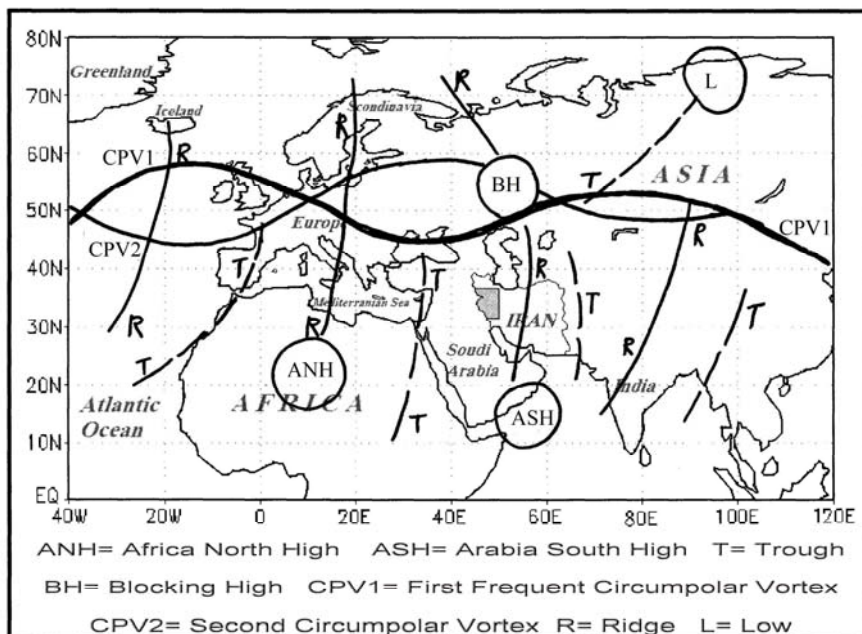 80N
Greenland
R
L
70N
Iceland
Scandinavia
R
60N
CPV1
R
BH
T
ASIA
50N
CPV2
Europ
CPV1
40N
T
R
R
Mediterranean Sea
T
30N
R
R
IRAN
T
Soudi
Arabia
R
T
20N
T
ANH
India
Atlantic
Ocean
AFRICA
T
ASH
10N
EQ
40W 20W 0 20E 40E 60E 80E 100E 120E
ANH= Africa North High ASH= Arabia South High T= Trough
BH= Blocking High CPV1= First Frequent Circumpolar Vortex
CPV2= Second Circumpolar Vortex R= Ridge L= Low